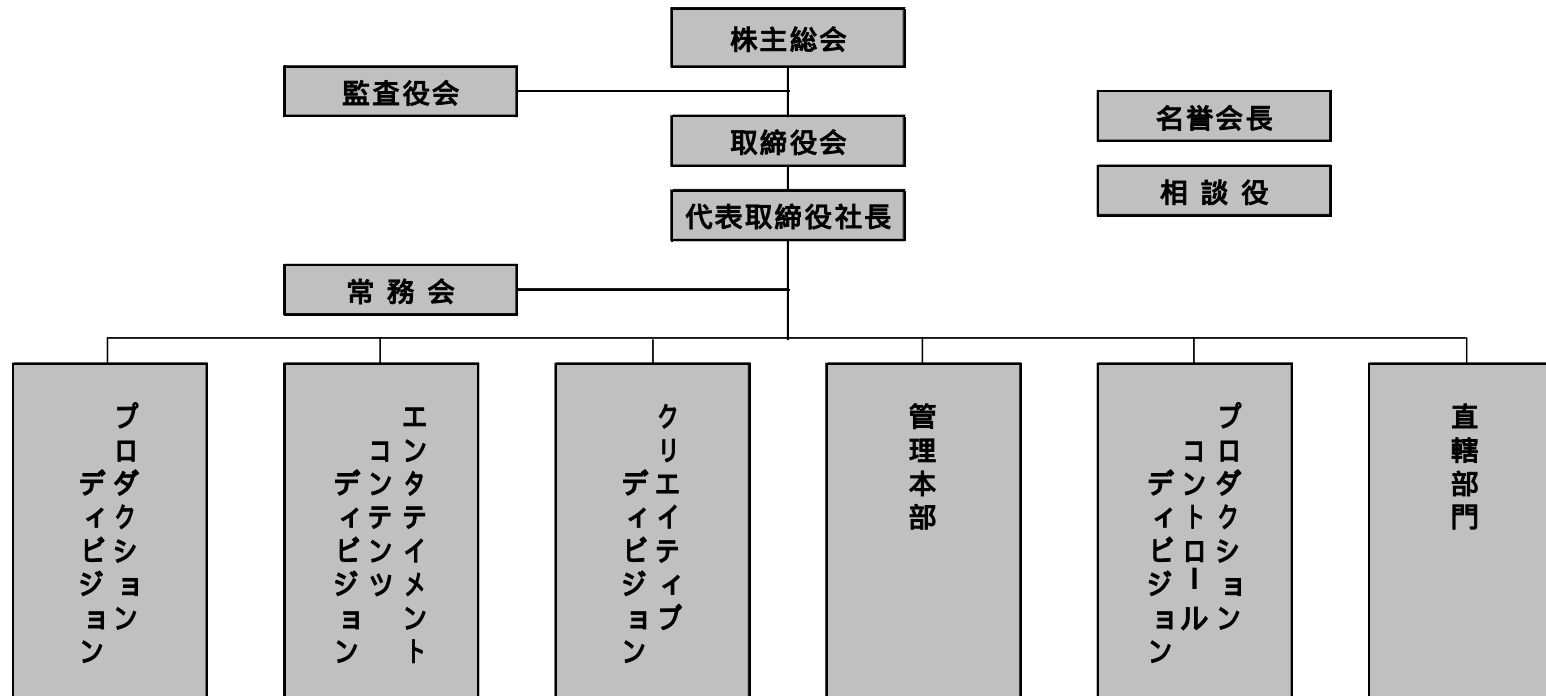 株主総会
監査役会
名誉会長
取締役会
相 談 役
代表取締役社長
常 務 会
プロダクション
ディビジョン
エンタテイメント
コンテンツ
ディビジョン
クリエイティブ
ディビジョン
管理本部
プロダクション
コントロール
ディビジョン
直轄部門